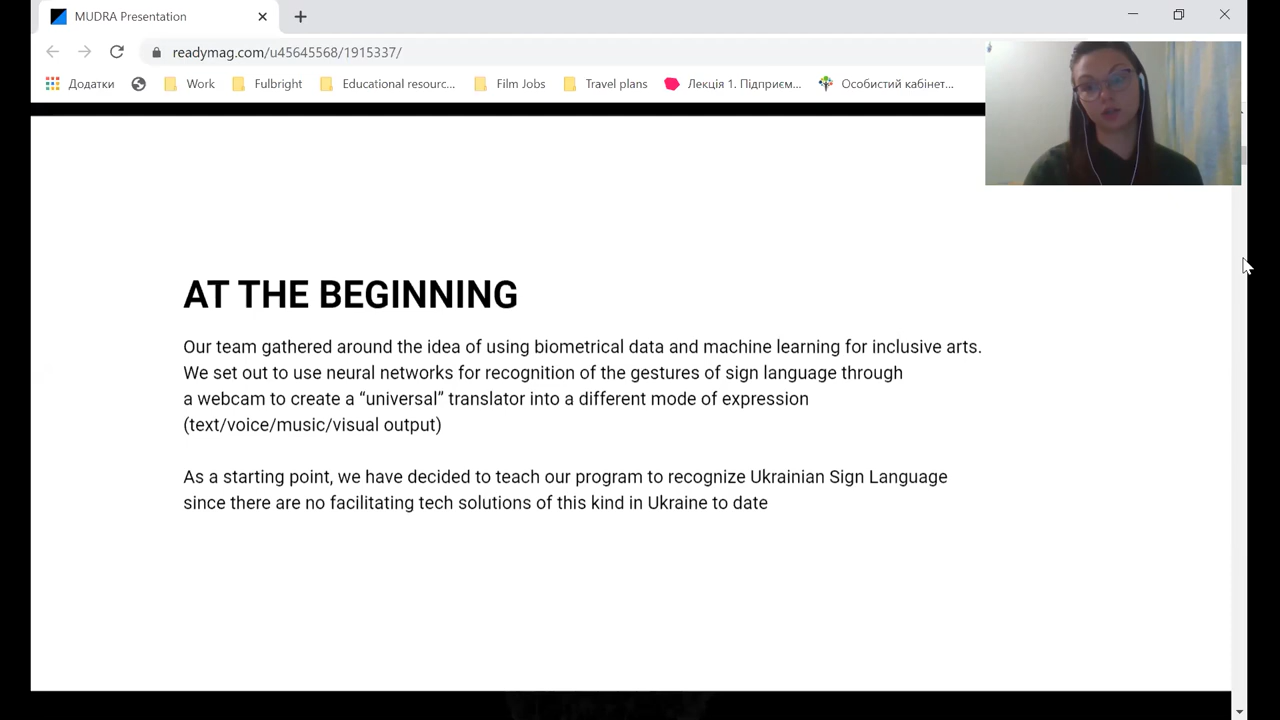 MUDRA Presentation
readymag.com/u45645568/1915337/
Додатки
Work
Fulbright
Educational resourc...
Film Jobs
Travel plans
Лекція 1. Підприєм...
Особистий кабінет...
AT THE BEGINNING
Our team gathered around the idea of using biometrical data and machine learning for inclusive arts.
We set out to use neural networks for recognition of the gestures of sign language through
a webcam to create a “universal” translator into a different mode of expression
(text/voice/music/visual output)
As a starting point, we have decided to teach our program to recognize Ukrainian Sign Language
since there are no facilitating tech solutions of this kind in Ukraine to date